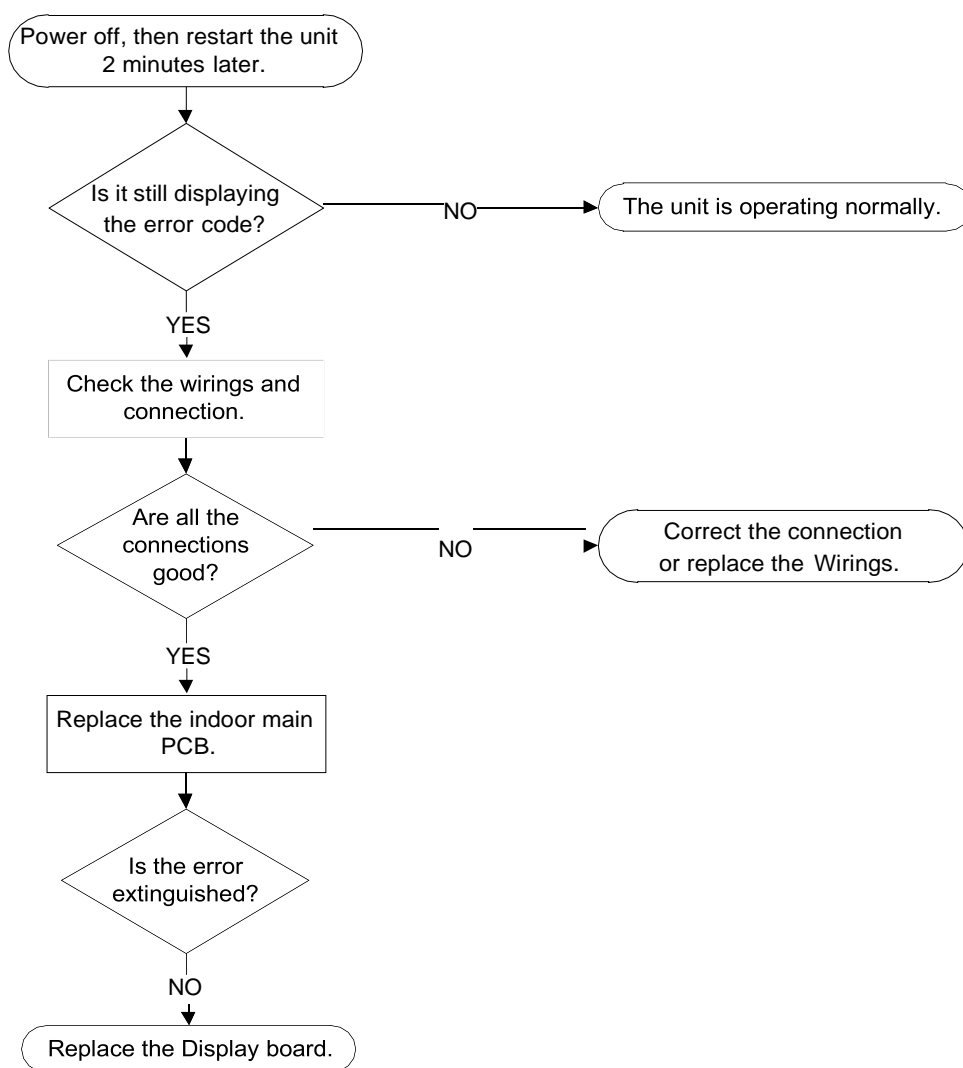 Power off, then restart the unit
2 minutes later.
Is it still displaying
the error code?
NO
The unit is operating normally.
YES
Check the wirings and
connection.
Are all the
connections
good?
NO
Correct the connection
or replace the Wirings.
YES
Replace the indoor main
PCB.
Is the error
extinguished?
NO
Replace the Display board.